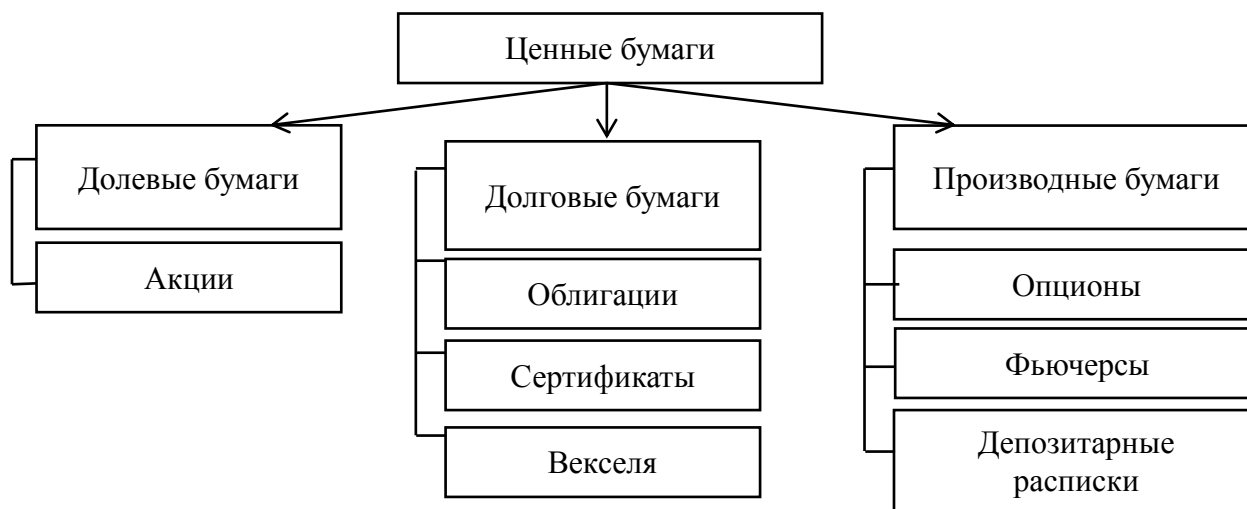 Ценные бумаги
Долевые бумаги
Акции
Долговые бумаги
Облигации
Сертификаты
Векселя
Производные бумаги
Опционы
Фьючерсы
Депозитарные
расписки